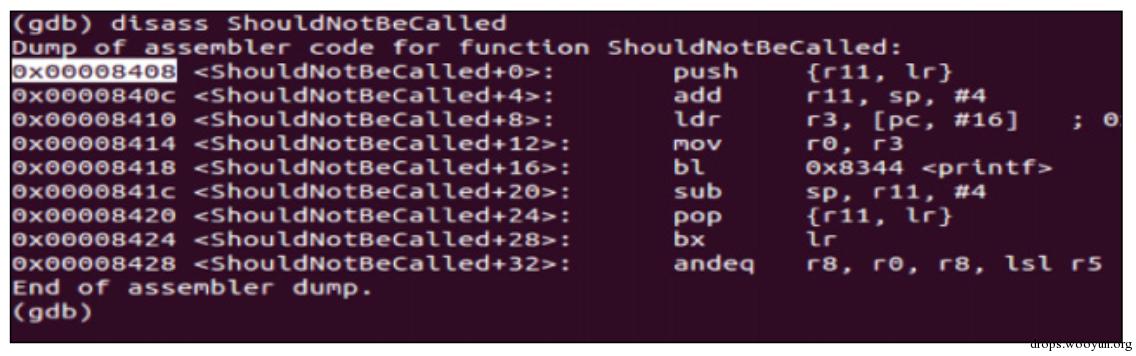 (gdb) disass ShouldNotBeCalled
Dump of assembler code for function ShouldNotBeCalled:
0x00008408 <ShouldNotBeCalled+0>: push {r11, lr}
0x0000840c <ShouldNotBeCalled+4>: add r11, sp, #4
0x00008410 <ShouldNotBeCalled+8>: ldr r3, [pc, #16] ; 0
0x00008414 <ShouldNotBeCalled+12>: mov r0, r3
0x00008418 <ShouldNotBeCalled+16>: bl 0x8344 <printf>
0x0000841c <ShouldNotBeCalled+20>: sub sp, r11, #4
0x00008420 <ShouldNotBeCalled+24>: pop {r11, lr}
0x00008424 <ShouldNotBeCalled+28>: bx lr
0x00008428 <ShouldNotBeCalled+32>: andeq r8, r0, r8, lsl r5
End of assembler dump.
(gdb)
drops.wooyun.org